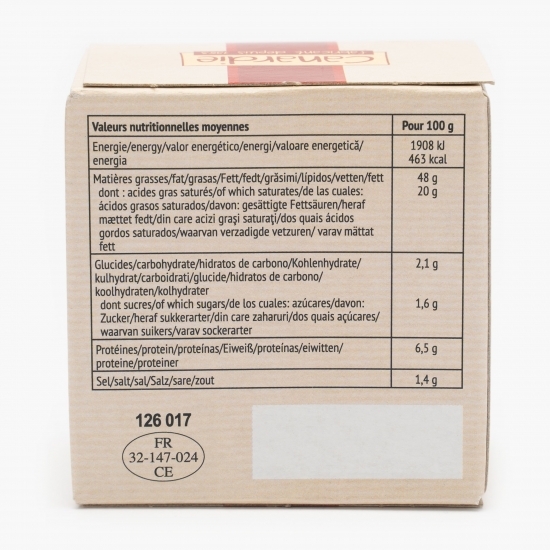 Canardie
Fabricant depuis
Valeurs nutritionnelles moyennes Pour 100 g
Energie/energy/valor energético/energi/valoare energetică/ 1908 kJ
energia 463 kcal
Matières grasses/fat/grasas/Fett/fedt/grăsimi/lípidos/vetten/fett 48 g
dont : acides gras saturés/of which saturates/de las cuales: 20 g
ácidos grasos saturados/davon: gesättigte Fettsäuren/heraf
mættet fedt/din care acizi grași saturați/dos quais ácidos
gordos saturados/waarvan verzadigde vetzuren/ varav mättat
fett
Glucides/carbohydrate/hidratos de carbono/Kohlenhydrate/ 2,1 g
kulhydrat/carboidrati/glucide/hidratos de carbono/
koolhydraten/kolhydrater
dont sucres/of which sugars/de los cuales: azúcares/davon: 1,6 g
Zucker/heraf sukkerarter/din care zaharuri/dos quais açúcares/
waarvan suikers/varav sockerarter
Protéines/protein/proteínas/Eiweiß/proteínas/eiwitten/ 6,5 g
proteine/proteiner
Sel/salt/sal/Salz/sare/zout 1,4 g
126 017
FR
32-147-024
CE